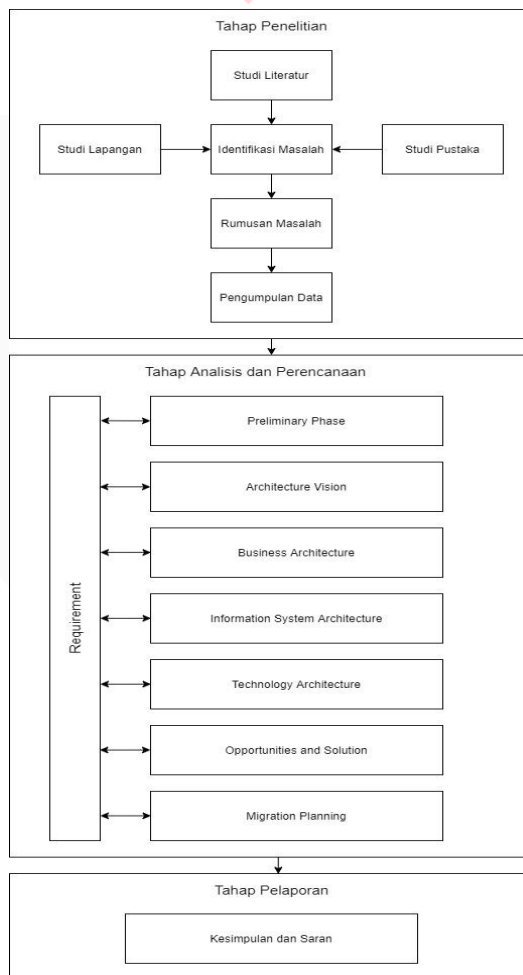 Tahap Penelitian
Studi Literatur
Studi Lapangan
Identifikasi Masalah
Studi Pustaka
Rumusan Masalah
Pengumpulan Data
Tahap Analisis dan Perencanaan
Requirement
Preliminary Phase
Architecture Vision
Business Architecture
Information System Architecture
Technology Architecture
Opportunities and Solution
Migration Planning
Tahap Pelaporan
Kesimpulan dan Saran